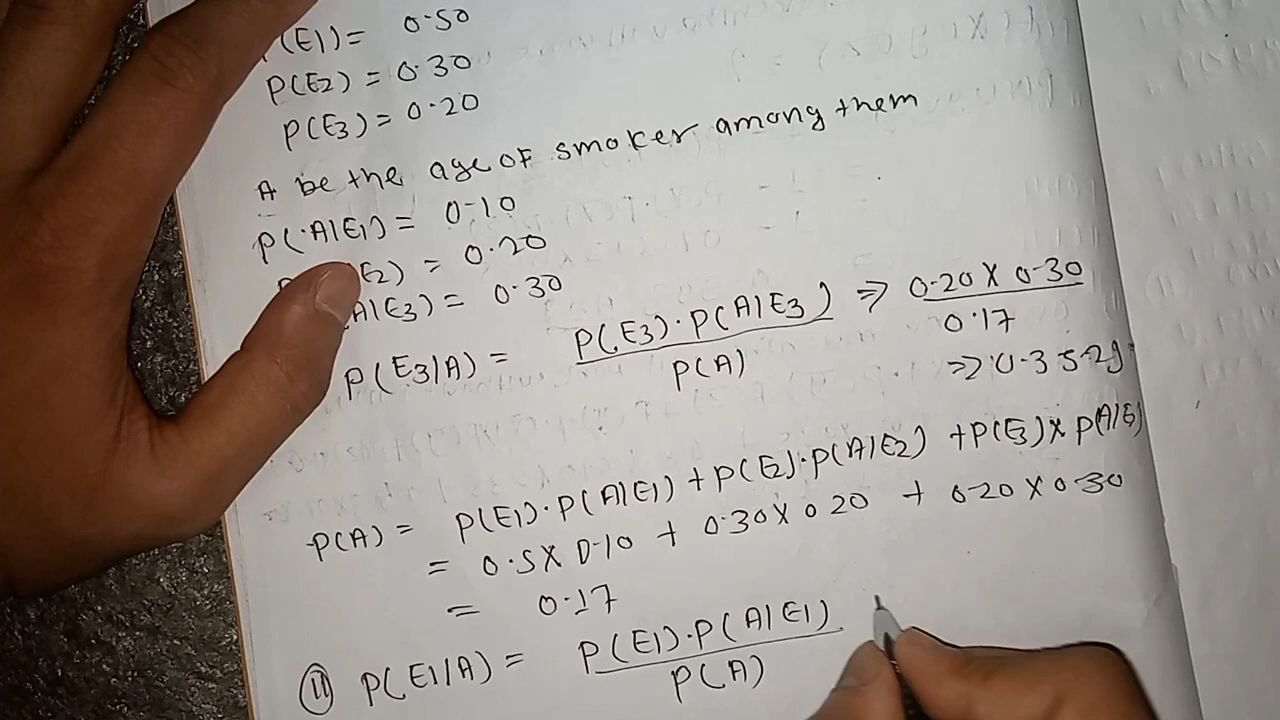 P(E1) = 0.50
P(E2) = 0.30
P(E3) = 0.20
A be the age of smoker among them
P(A|E1) = 0.10
E2) = 0.20
A|E3) = 0.30
P(E3|A) = P(E3)·P(A|E3) / P(A) ⇒ 0.20 X 0.30 / 0.17
⇒ 0.3529
P(A) = P(E1)·P(A|E1) + P(E2)·P(A|E2) + P(E3) X P(A|E3)
= 0.5 X 0.10 + 0.30 X 0.20 + 0.20 X 0.30
= 0.17
(ii) P(E1|A) = P(E1)·P(A|E1) / P(A)